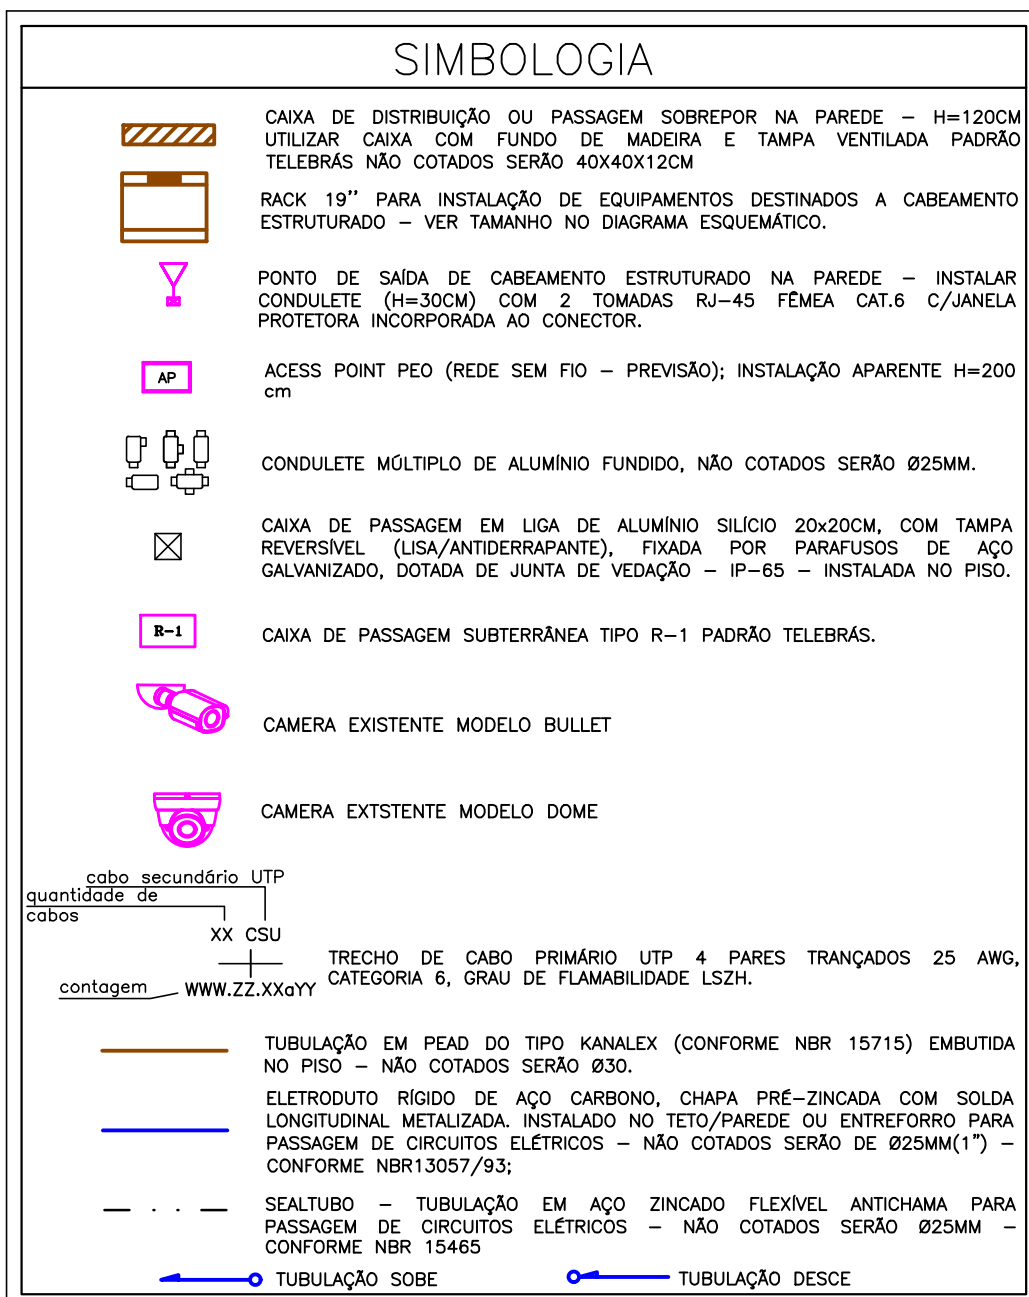 SIMBOLOGIA
CAIXA DE DISTRIBUIÇÃO OU PASSAGEM SOBREPOR NA PAREDE – H=120CM
UTILIZAR CAIXA COM FUNDO DE MADEIRA E TAMPA VENTILADA PADRÃO
TELEBRÁS NÃO COTADOS SERÃO 40X40X12CM
RACK 19'' PARA INSTALAÇÃO DE EQUIPAMENTOS DESTINADOS A CABEAMENTO
ESTRUTURADO – VER TAMANHO NO DIAGRAMA ESQUEMÁTICO.
PONTO DE SAÍDA DE CABEAMENTO ESTRUTURADO NA PAREDE – INSTALAR
CONDULETE (H=30CM) COM 2 TOMADAS RJ–45 FÊMEA CAT.6 C/JANELA
PROTETORA INCORPORADA AO CONECTOR.
AP
ACESS POINT PEO (REDE SEM FIO – PREVISÃO); INSTALAÇÃO APARENTE H=200
cm
CONDULETE MÚLTIPLO DE ALUMÍNIO FUNDIDO, NÃO COTADOS SERÃO Ø25MM.
CAIXA DE PASSAGEM EM LIGA DE ALUMÍNIO SILÍCIO 20x20CM, COM TAMPA
REVERSÍVEL (LISA/ANTIDERRAPANTE), FIXADA POR PARAFUSOS DE AÇO
GALVANIZADO, DOTADA DE JUNTA DE VEDAÇÃO – IP–65 – INSTALADA NO PISO.
R–1
CAIXA DE PASSAGEM SUBTERRÂNEA TIPO R–1 PADRÃO TELEBRÁS.
CAMERA EXISTENTE MODELO BULLET
CAMERA EXTSTENTE MODELO DOME
cabo secundário UTP
quantidade de
cabos
XX CSU
contagem
WWW.ZZ.XXaYY
TRECHO DE CABO PRIMÁRIO UTP 4 PARES TRANÇADOS 25 AWG,
CATEGORIA 6, GRAU DE FLAMABILIDADE LSZH.
TUBULAÇÃO EM PEAD DO TIPO KANALEX (CONFORME NBR 15715) EMBUTIDA
NO PISO – NÃO COTADOS SERÃO Ø30.
ELETRODUTO RÍGIDO DE AÇO CARBONO, CHAPA PRÉ–ZINCADA COM SOLDA
LONGITUDINAL METALIZADA. INSTALADO NO TETO/PAREDE OU ENTREFORRO PARA
PASSAGEM DE CIRCUITOS ELÉTRICOS – NÃO COTADOS SERÃO DE Ø25MM(1") –
CONFORME NBR13057/93;
SEALTUBO – TUBULAÇÃO EM AÇO ZINCADO FLEXÍVEL ANTICHAMA PARA
PASSAGEM DE CIRCUITOS ELÉTRICOS – NÃO COTADOS SERÃO Ø25MM –
CONFORME NBR 15465
TUBULAÇÃO SOBE
TUBULAÇÃO DESCE